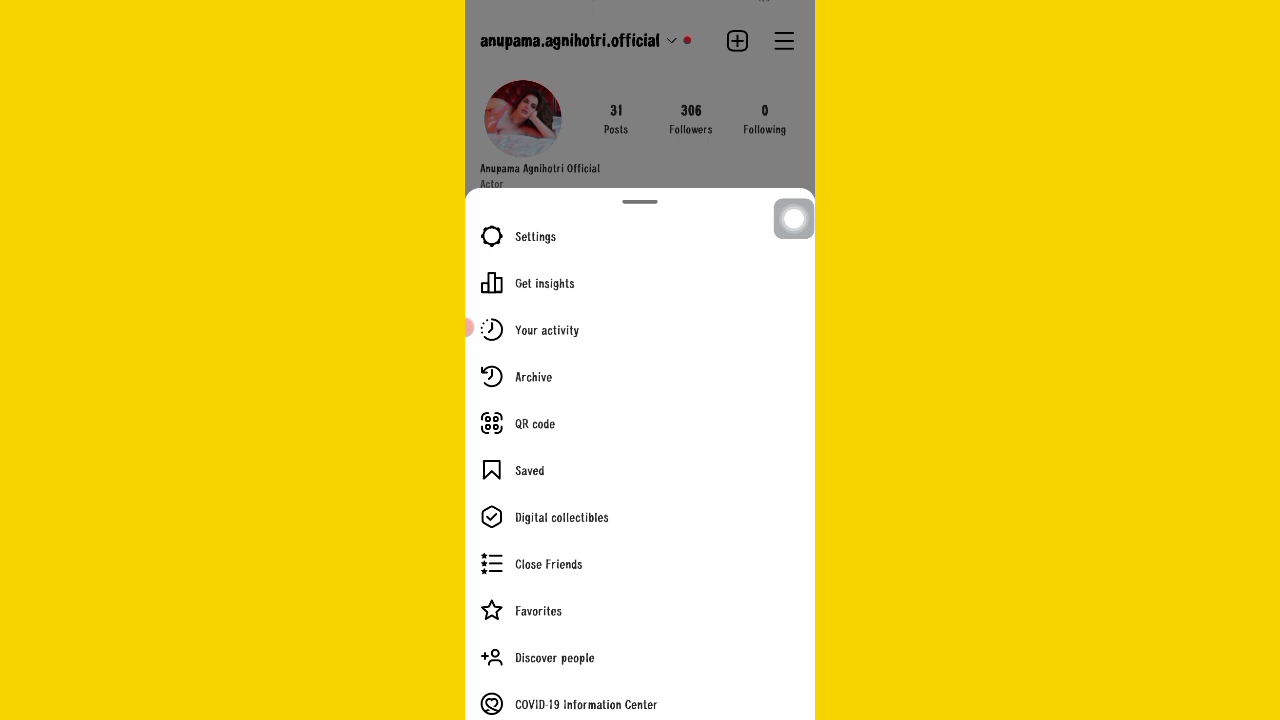 anupama.agnihotri.official
31 306 0
Posts Followers Following
Anupama Agnihotri Official
Actor
Settings
Get insights
Your activity
Archive
QR code
Saved
Digital collectibles
Close Friends
Favorites
Discover people
COVID-19 Information Center